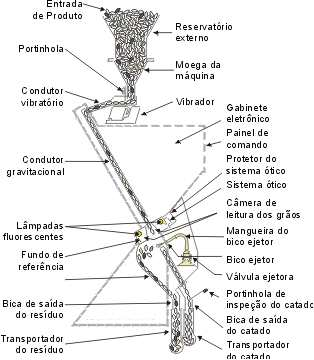 Entrada
de Produto
Reservatório
externo
Portinhola
Moega da
máquina
Condutor
vibratório
Vibrador
Gabinete
eletrônico
Painel de
comando
Condutor
gravitacional
Protetor do
sistema ótico
Sistema ótico
Câmera de
leitura dos grãos
Lâmpadas
fluores centes
Mangueira do
bico ejetor
Fundo de
referência
Bico ejetor
Válvula ejetora
Bica de saída
do resíduo
Portinhola de
inspeção do catado
Bica de saída
do catado
Transportador
do resíduo
Transportador
do catado